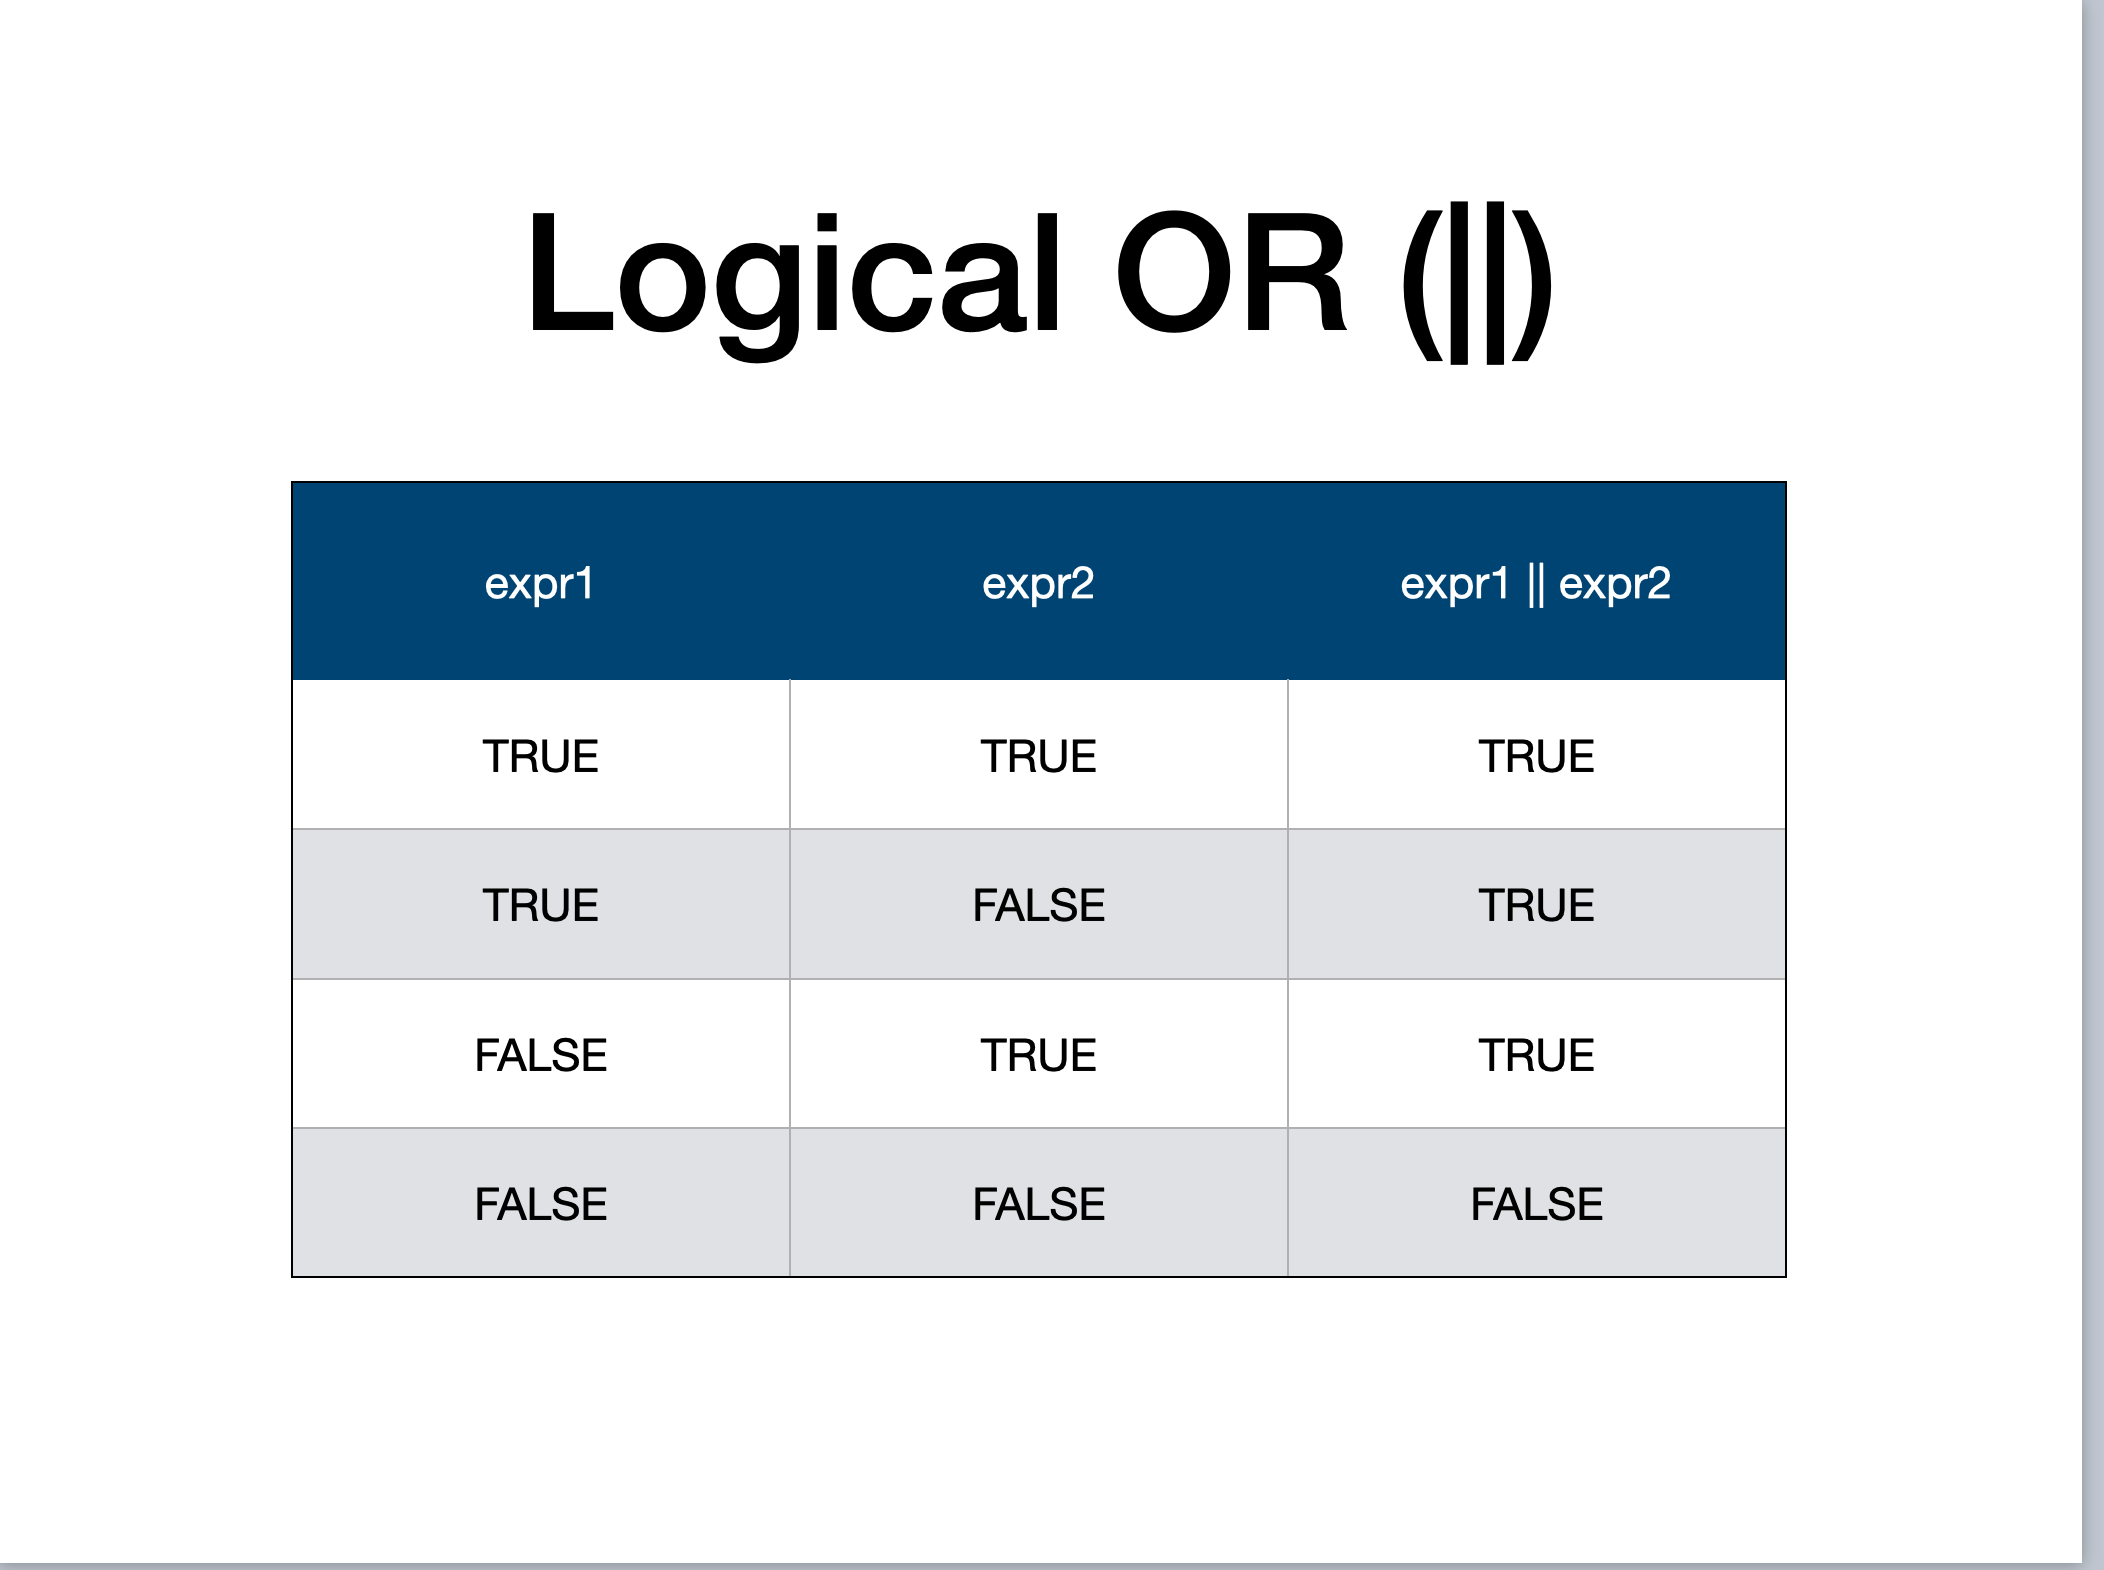 Logical OR (||)
expr1 expr2 expr1 || expr2
TRUE TRUE TRUE
TRUE FALSE TRUE
FALSE TRUE TRUE
FALSE FALSE FALSE